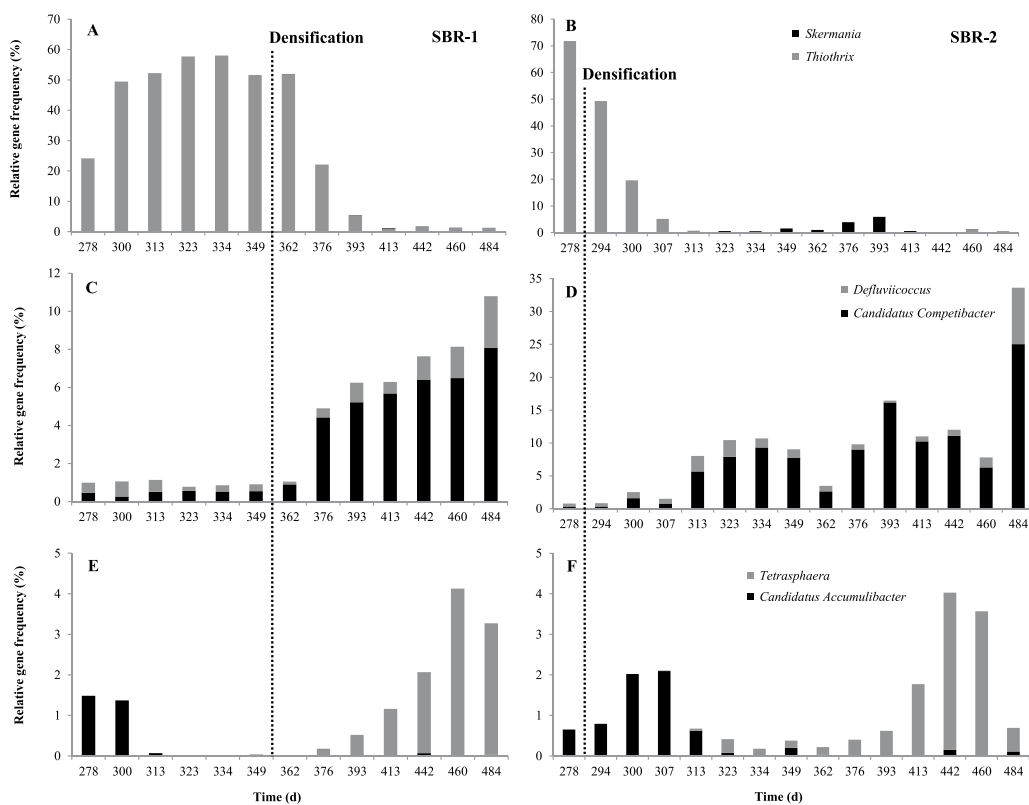 A
Densification
SBR-1
Relative gene frequency (%)
70
60
50
40
30
20
10
0
278 300 313 323 334 349 362 376 393 413 442 460 484
B
SBR-2
Skermania
Thiothrix
Densification
80
70
60
50
40
30
20
10
0
278 294 300 307 313 323 334 349 362 376 393 413 442 460 484
C
Relative gene frequency (%)
12
10
8
6
4
2
0
278 300 313 323 334 349 362 376 393 413 442 460 484
D
Defluviicoccus
Candidatus Competibacter
35
30
25
20
15
10
5
0
278 294 300 307 313 323 334 349 362 376 393 413 442 460 484
E
Relative gene frequency (%)
5
4
3
2
1
0
278 300 313 323 334 349 362 376 393 413 442 460 484
Time (d)
F
Tetrasphaera
Candidatus Accumulibacter
5
4
3
2
1
0
278 294 300 307 313 323 334 349 362 376 393 413 442 460 484
Time (d)